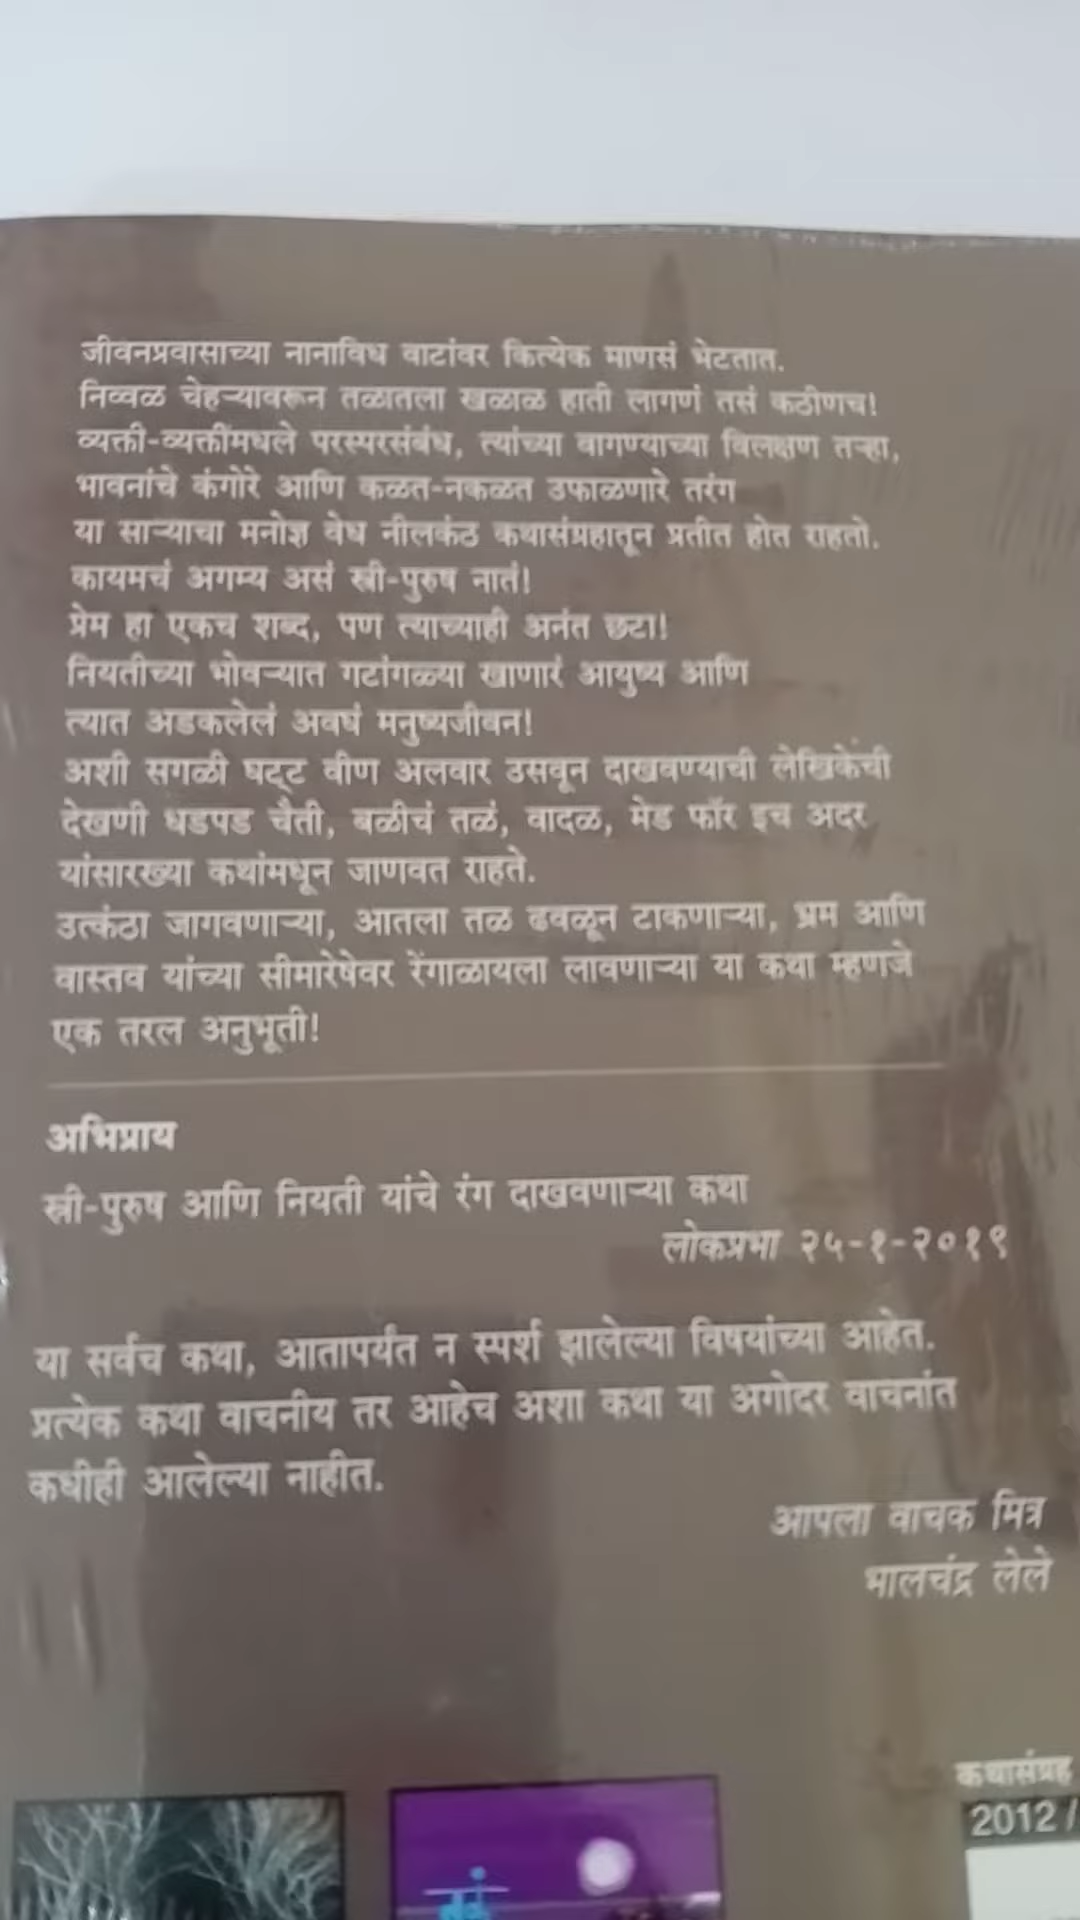 जीवनप्रवासाच्या नानाविध वाटांवर कित्येक माणसं भेटतात.
निव्वळ चेहऱ्यावरून तळातला खळाळ हाती लागणं तसं कठीणच!
व्यक्ती-व्यक्तींमधले परस्परसंबंध, त्यांच्या वागण्याच्या विलक्षण तऱ्हा,
भावनांचे कंगोरे आणि कळत-नकळत उफाळणारे तरंग
या साऱ्याचा मनोज्ञ वेध नीलकंठ कथासंग्रहातून प्रतीत होत राहतो.
कायमचं अगम्य असं स्त्री-पुरुष नातं!
प्रेम हा एकच शब्द, पण त्याच्याही अनंत छटा!
नियतीच्या भोवऱ्यात गटांगळ्या खाणारं आयुष्य आणि
त्यात अडकलेलं अवघं मनुष्यजीवन!
अशी सगळी घट्ट वीण अलवार उसवून दाखवण्याची लेखिकेची
देखणी धडपड चैती, बळीचं तळं, वादळ, मेड फॉर इच अदर
यांसारख्या कथांमधून जाणवत राहते.
उत्कंठा जागवणाऱ्या, आतला तळ ढवळून टाकणाऱ्या, भ्रम आणि
वास्तव यांच्या सीमारेषेवर रेंगाळायला लावणाऱ्या या कथा म्हणजे
एक तरल अनुभूती!
अभिप्राय
स्त्री-पुरुष आणि नियती यांचे रंग दाखवणाऱ्या कथा
लोकप्रभा २५-१-२०१९
या सर्वच कथा, आतापर्यंत न स्पर्श झालेल्या विषयांच्या आहेत.
प्रत्येक कथा वाचनीय तर आहेच अशा कथा या अगोदर वाचनांत
कधीही आलेल्या नाहीत.
आपला वाचक मित्र
भालचंद्र लेले
कथासंग्रह
2012 /